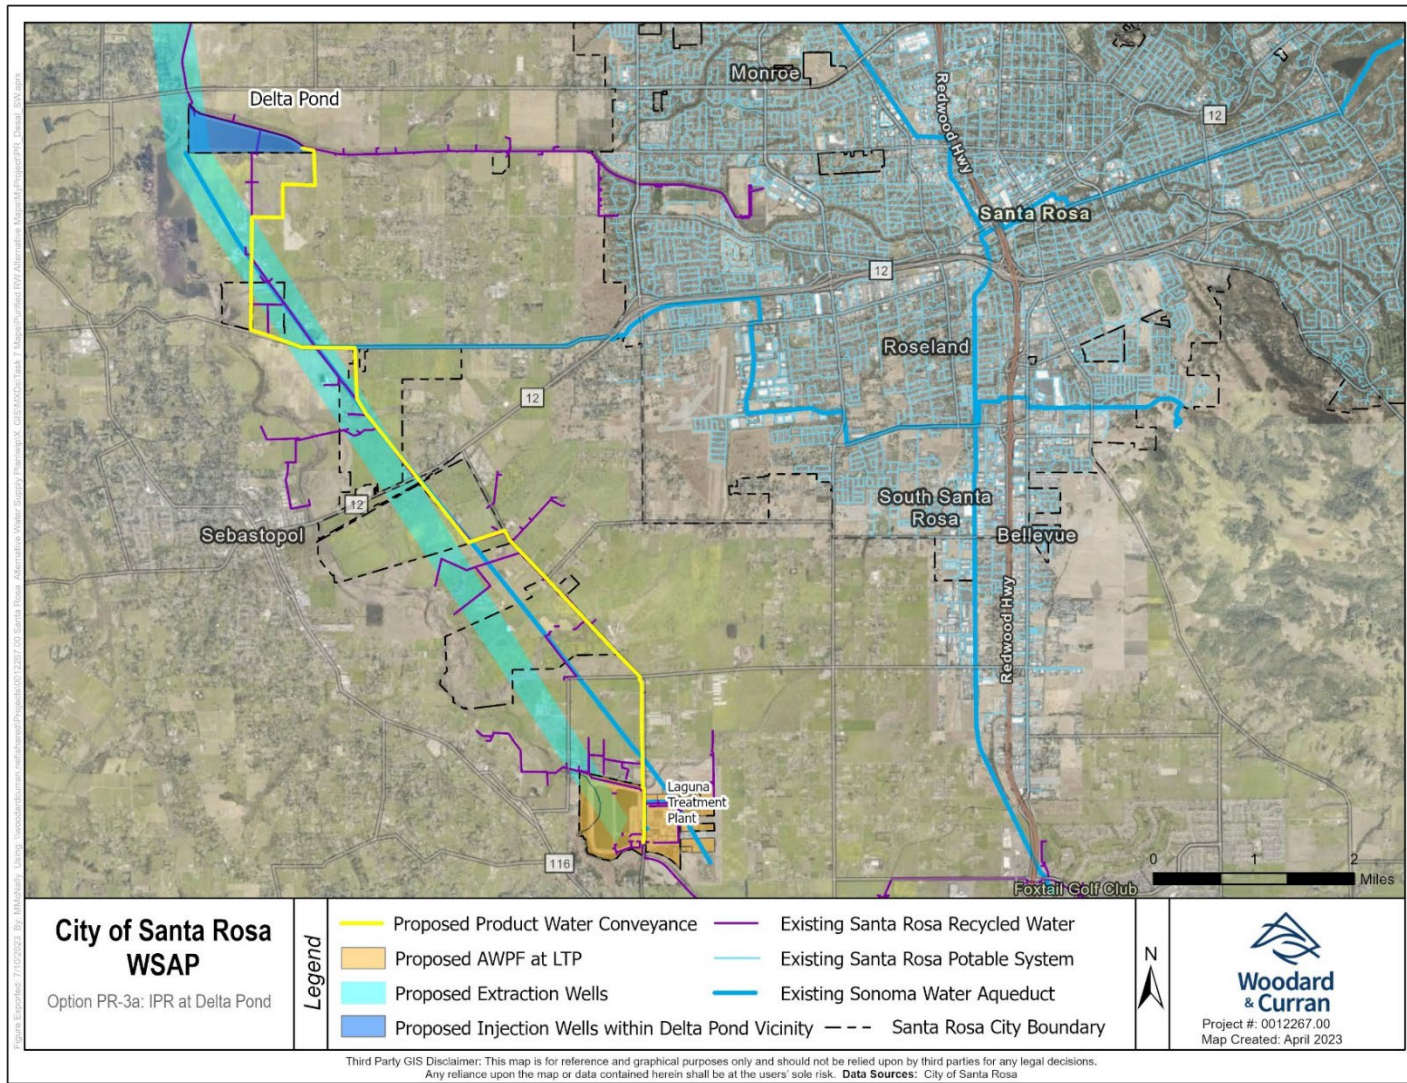 Delta Pond
Monroe
Redwood Hwy
12
Santa Rosa
12
Roseland
12
12
Sebastopol
South Santa
Rosa
Bellevue
Redwood Hwy
Laguna
Treatment
Plant
116
Foxtail Golf Club
0 1 2
Miles
City of Santa Rosa
WSAP
Option PR-3a: IPR at Delta Pond
Legend
Proposed Product Water Conveyance
Proposed AWPF at LTP
Proposed Extraction Wells
Proposed Injection Wells within Delta Pond Vicinity
Existing Santa Rosa Recycled Water
Existing Santa Rosa Potable System
Existing Sonoma Water Aqueduct
Santa Rosa City Boundary
N
Woodard
& Curran
Project #: 0012267.00
Map Created: April 2023
Third Party GIS Disclaimer: This map is for reference and graphical purposes only and should not be relied upon by third parties for any legal decisions.
Any reliance upon the map or data contained herein shall be at the users' sole risk. Data Sources: City of Santa Rosa